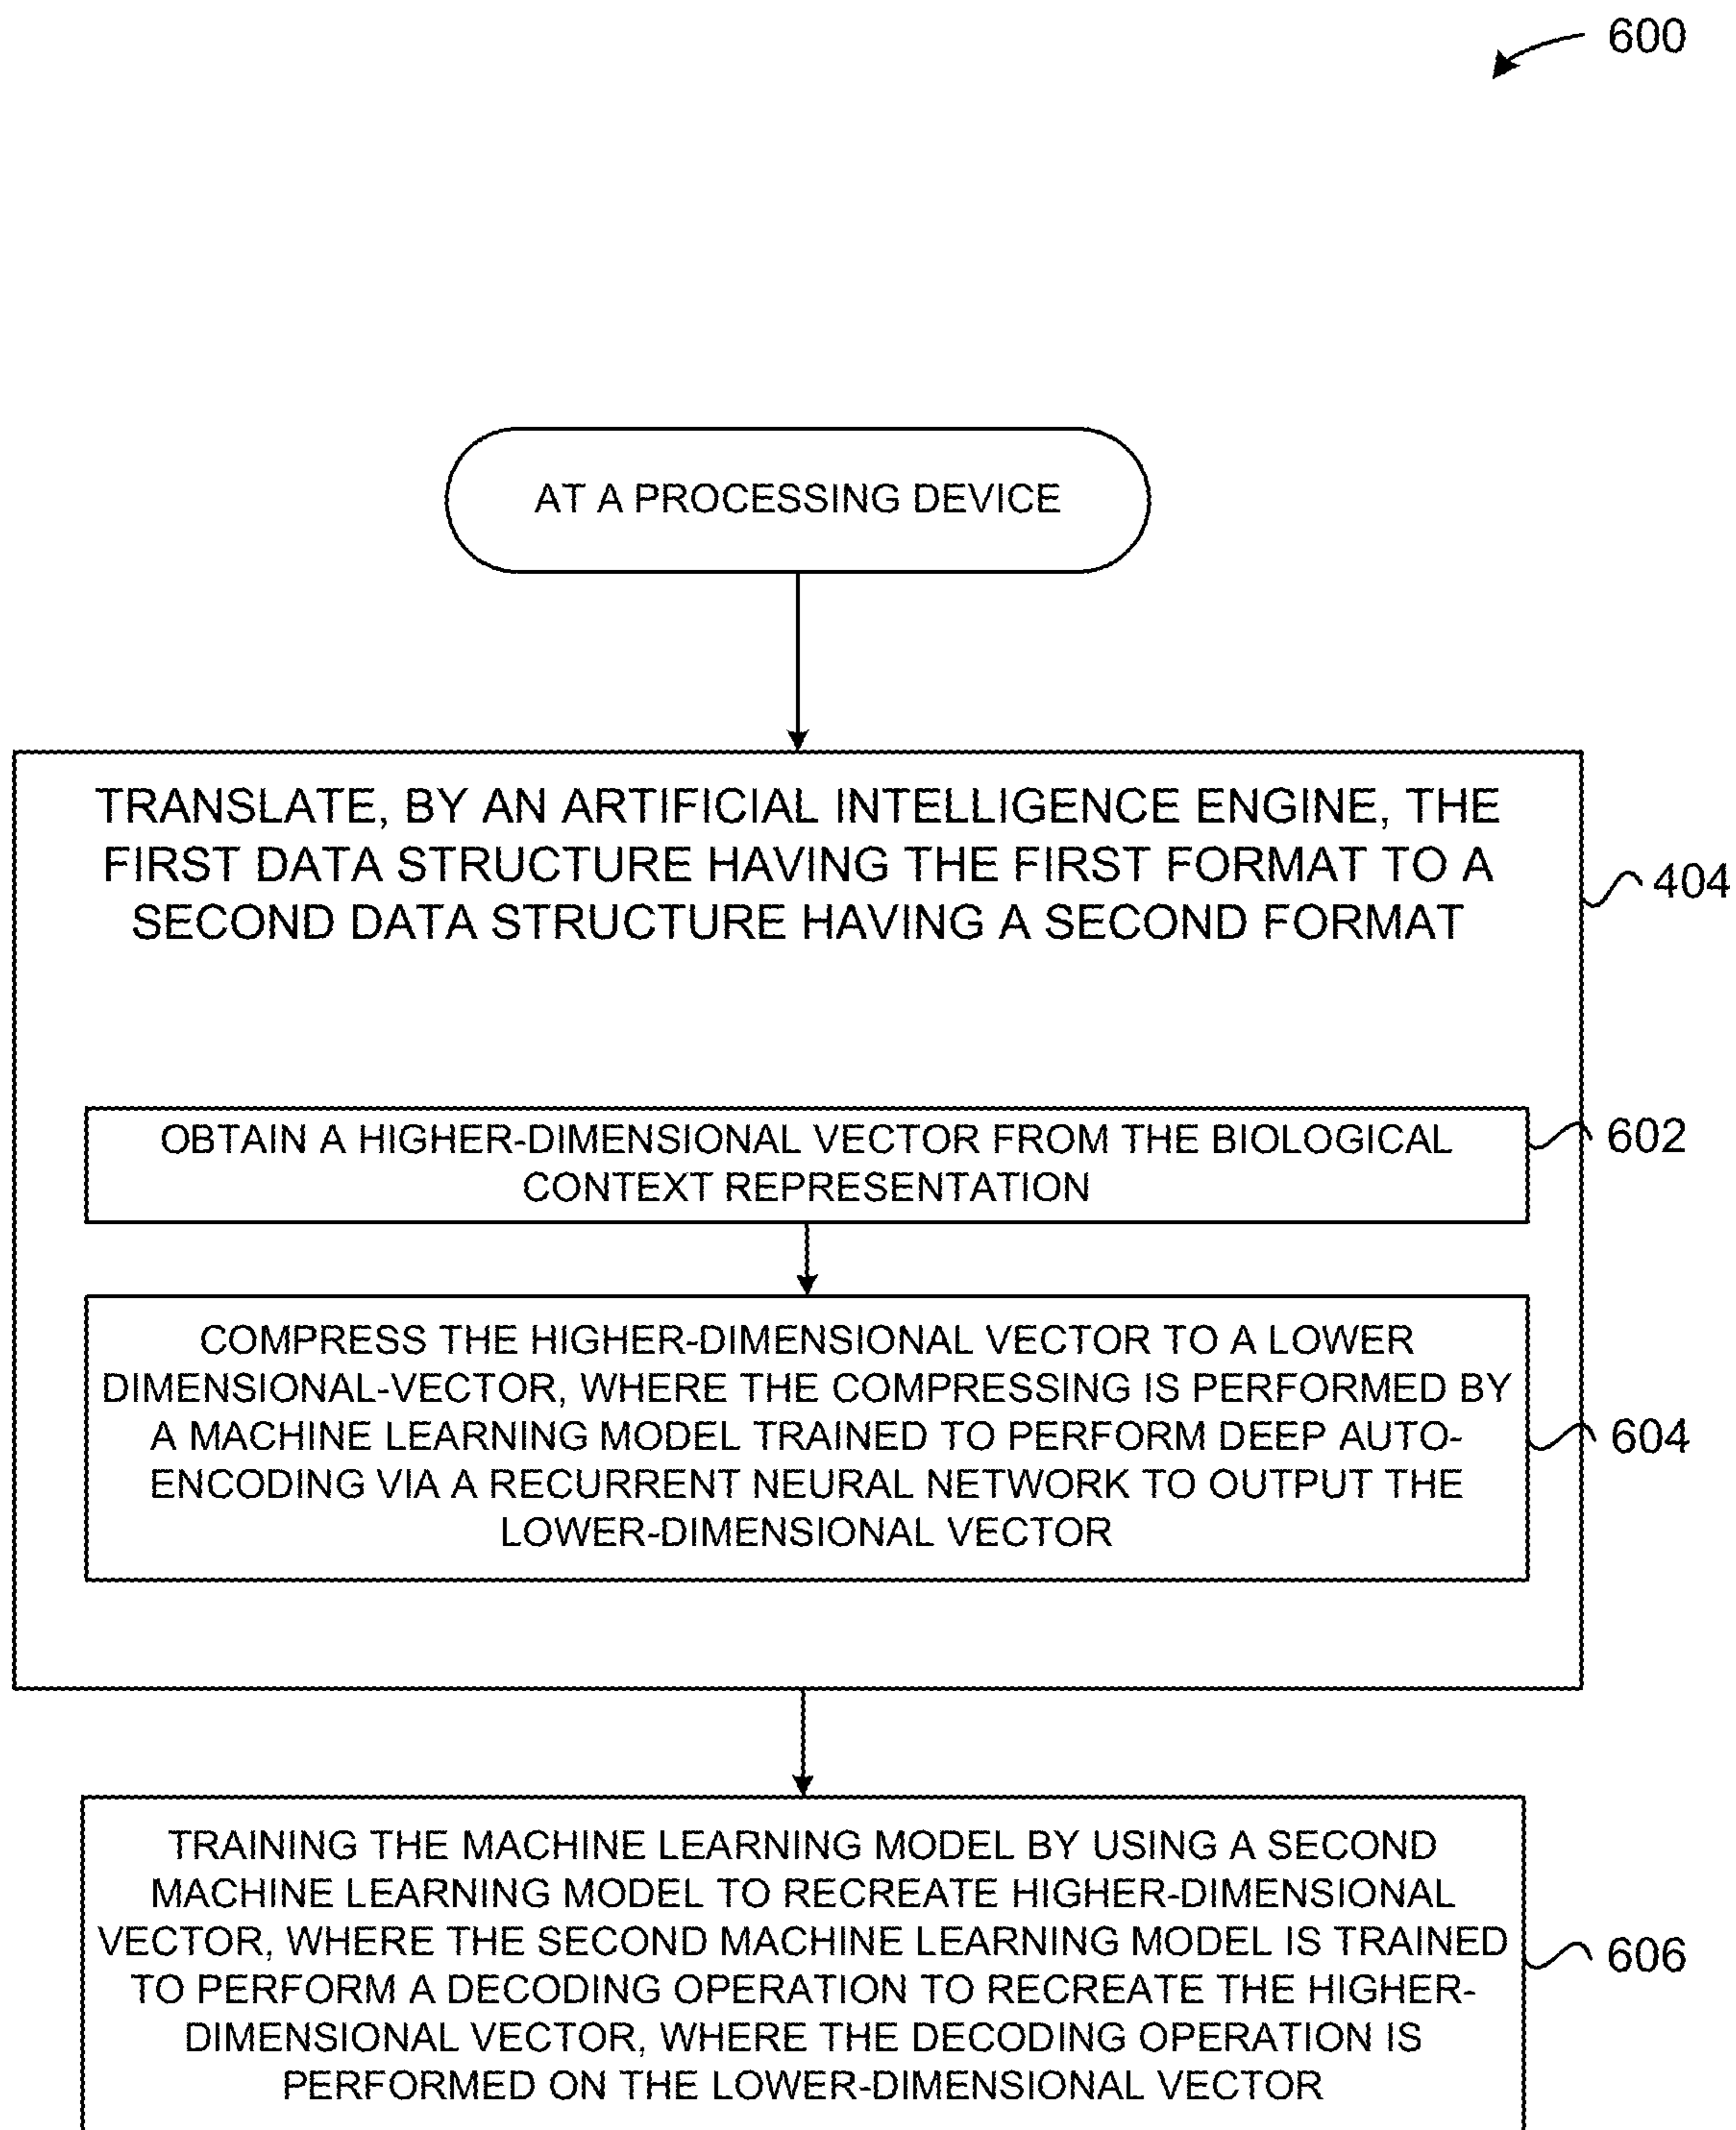 600
AT A PROCESSING DEVICE
TRANSLATE, BY AN ARTIFICIAL INTELLIGENCE ENGINE, THE
FIRST DATA STRUCTURE HAVING THE FIRST FORMAT TO A
SECOND DATA STRUCTURE HAVING A SECOND FORMAT
404
OBTAIN A HIGHER-DIMENSIONAL VECTOR FROM THE BIOLOGICAL
CONTEXT REPRESENTATION
602
COMPRESS THE HIGHER-DIMENSIONAL VECTOR TO A LOWER
DIMENSIONAL-VECTOR, WHERE THE COMPRESSING IS PERFORMED BY
A MACHINE LEARNING MODEL TRAINED TO PERFORM DEEP AUTO-
ENCODING VIA A RECURRENT NEURAL NETWORK TO OUTPUT THE
LOWER-DIMENSIONAL VECTOR
604
TRAINING THE MACHINE LEARNING MODEL BY USING A SECOND
MACHINE LEARNING MODEL TO RECREATE HIGHER-DIMENSIONAL
VECTOR, WHERE THE SECOND MACHINE LEARNING MODEL IS TRAINED
TO PERFORM A DECODING OPERATION TO RECREATE THE HIGHER-
DIMENSIONAL VECTOR, WHERE THE DECODING OPERATION IS
PERFORMED ON THE LOWER-DIMENSIONAL VECTOR
606